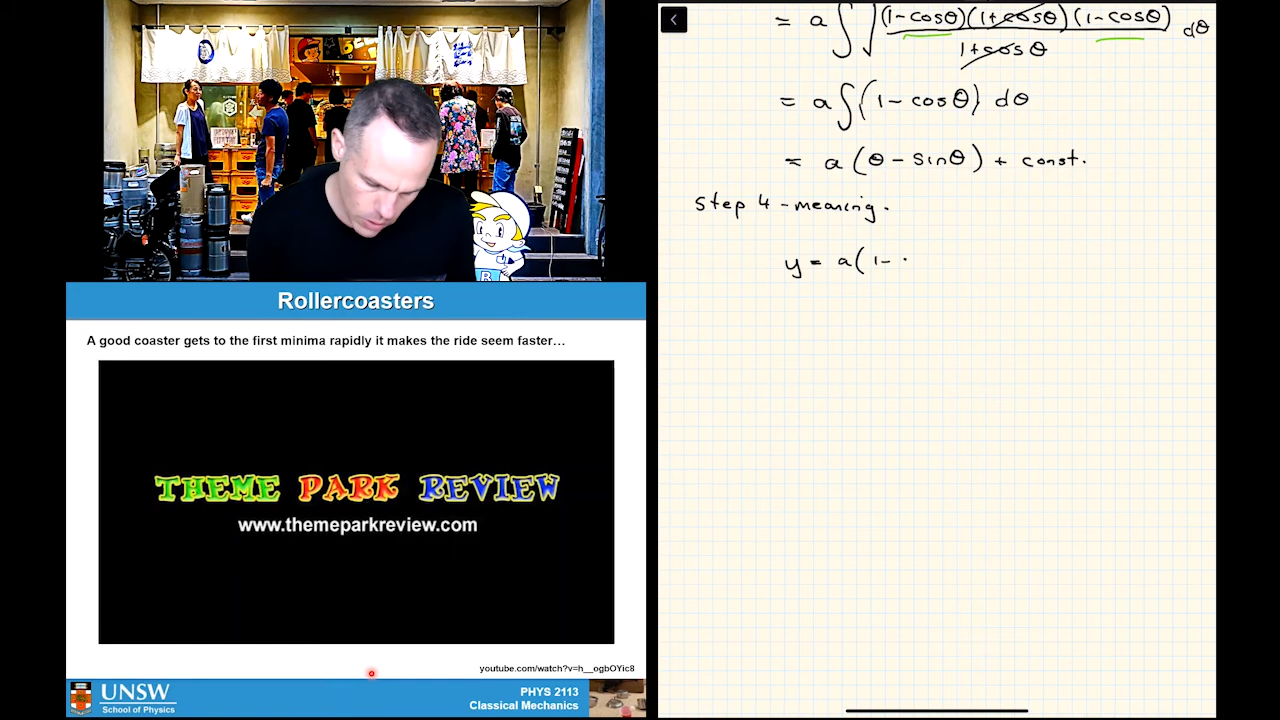 Rollercoasters
A good coaster gets to the first minima rapidly it makes the ride seem faster…
THEME PARK REVIEW
www.themeparkreview.com
youtube.com/watch?v=h__ogbOYic8
UNSW
School of Physics
PHYS 2113
Classical Mechanics
= a ∫ √((1-cosθ)(1+cosθ)(1-cosθ) / 1+cosθ) dθ
= a ∫ (1-cosθ) dθ
= a (θ - sinθ) + const.
Step 4 - meaning.
y = a(1- .